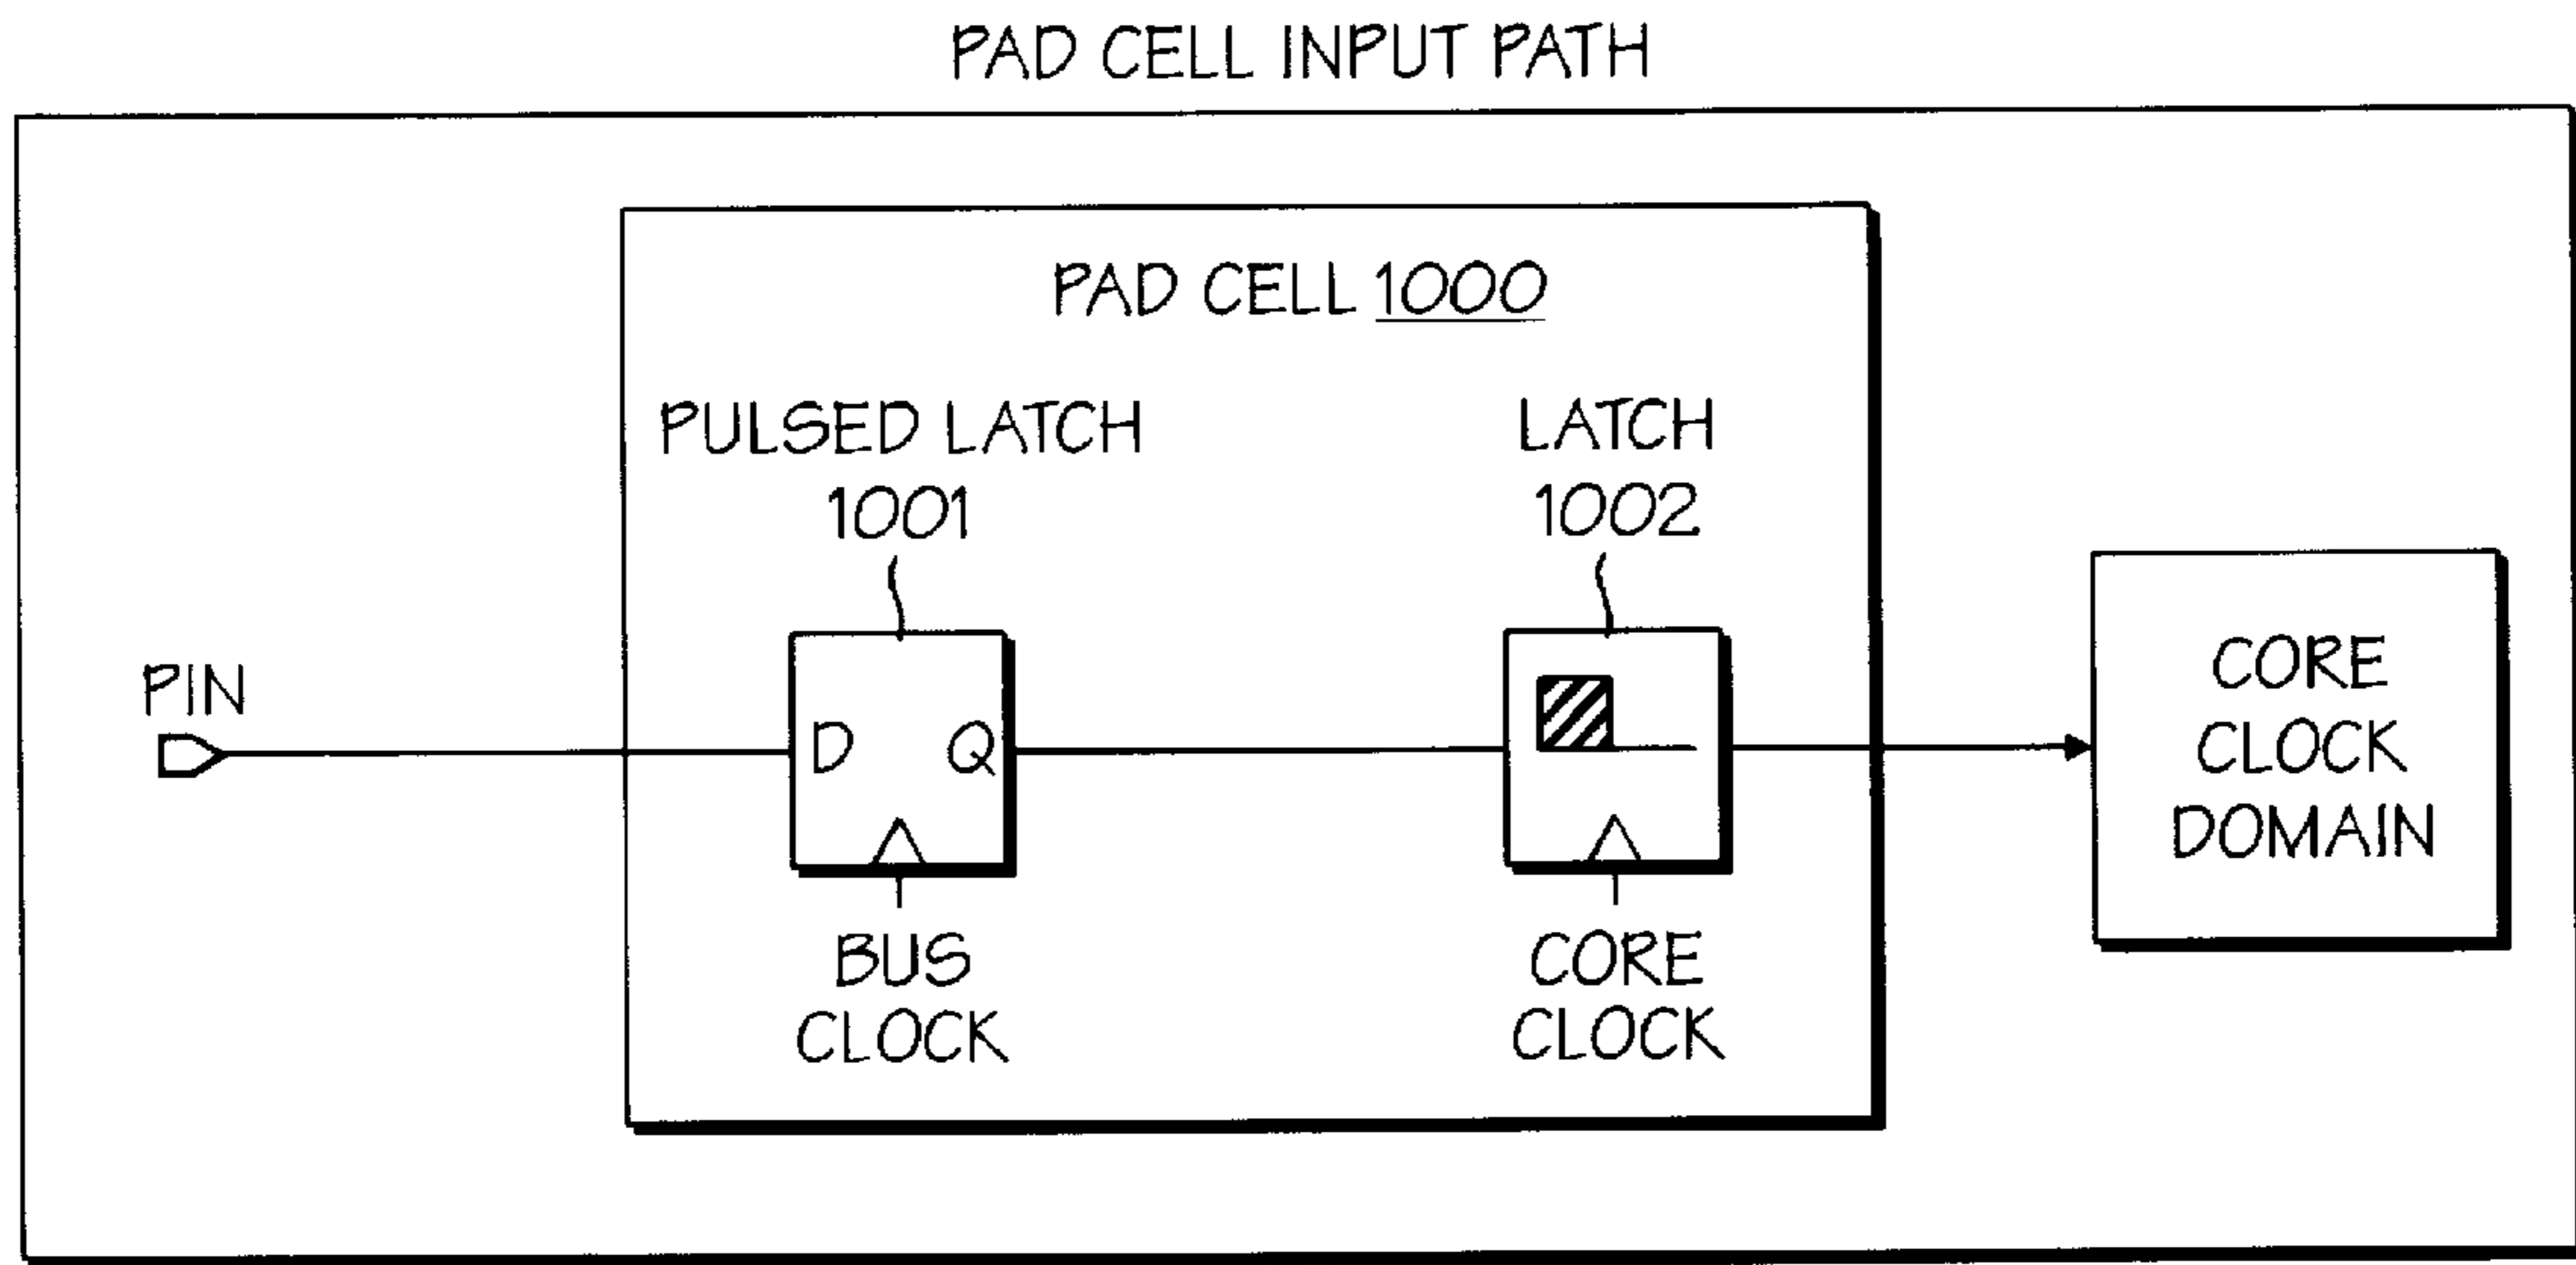 PAD CELL INPUT PATH
PAD CELL 1000
PULSED LATCH
1001
LATCH
1002
PIN
D Q
BUS
CLOCK
CORE
CLOCK
CORE
CLOCK
DOMAIN